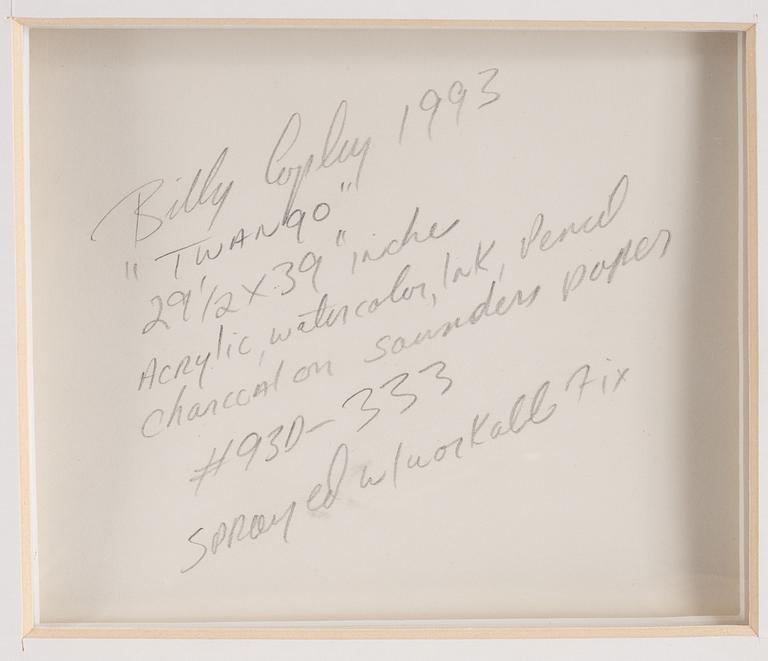 Billy Copley 1993
"TWANGO"
29 1/2 X 39" inches
Acrylic, watercolor, Ink, Pencil
charcoal on Saunders paper
#93D-333
SPRayed w/workable Fix